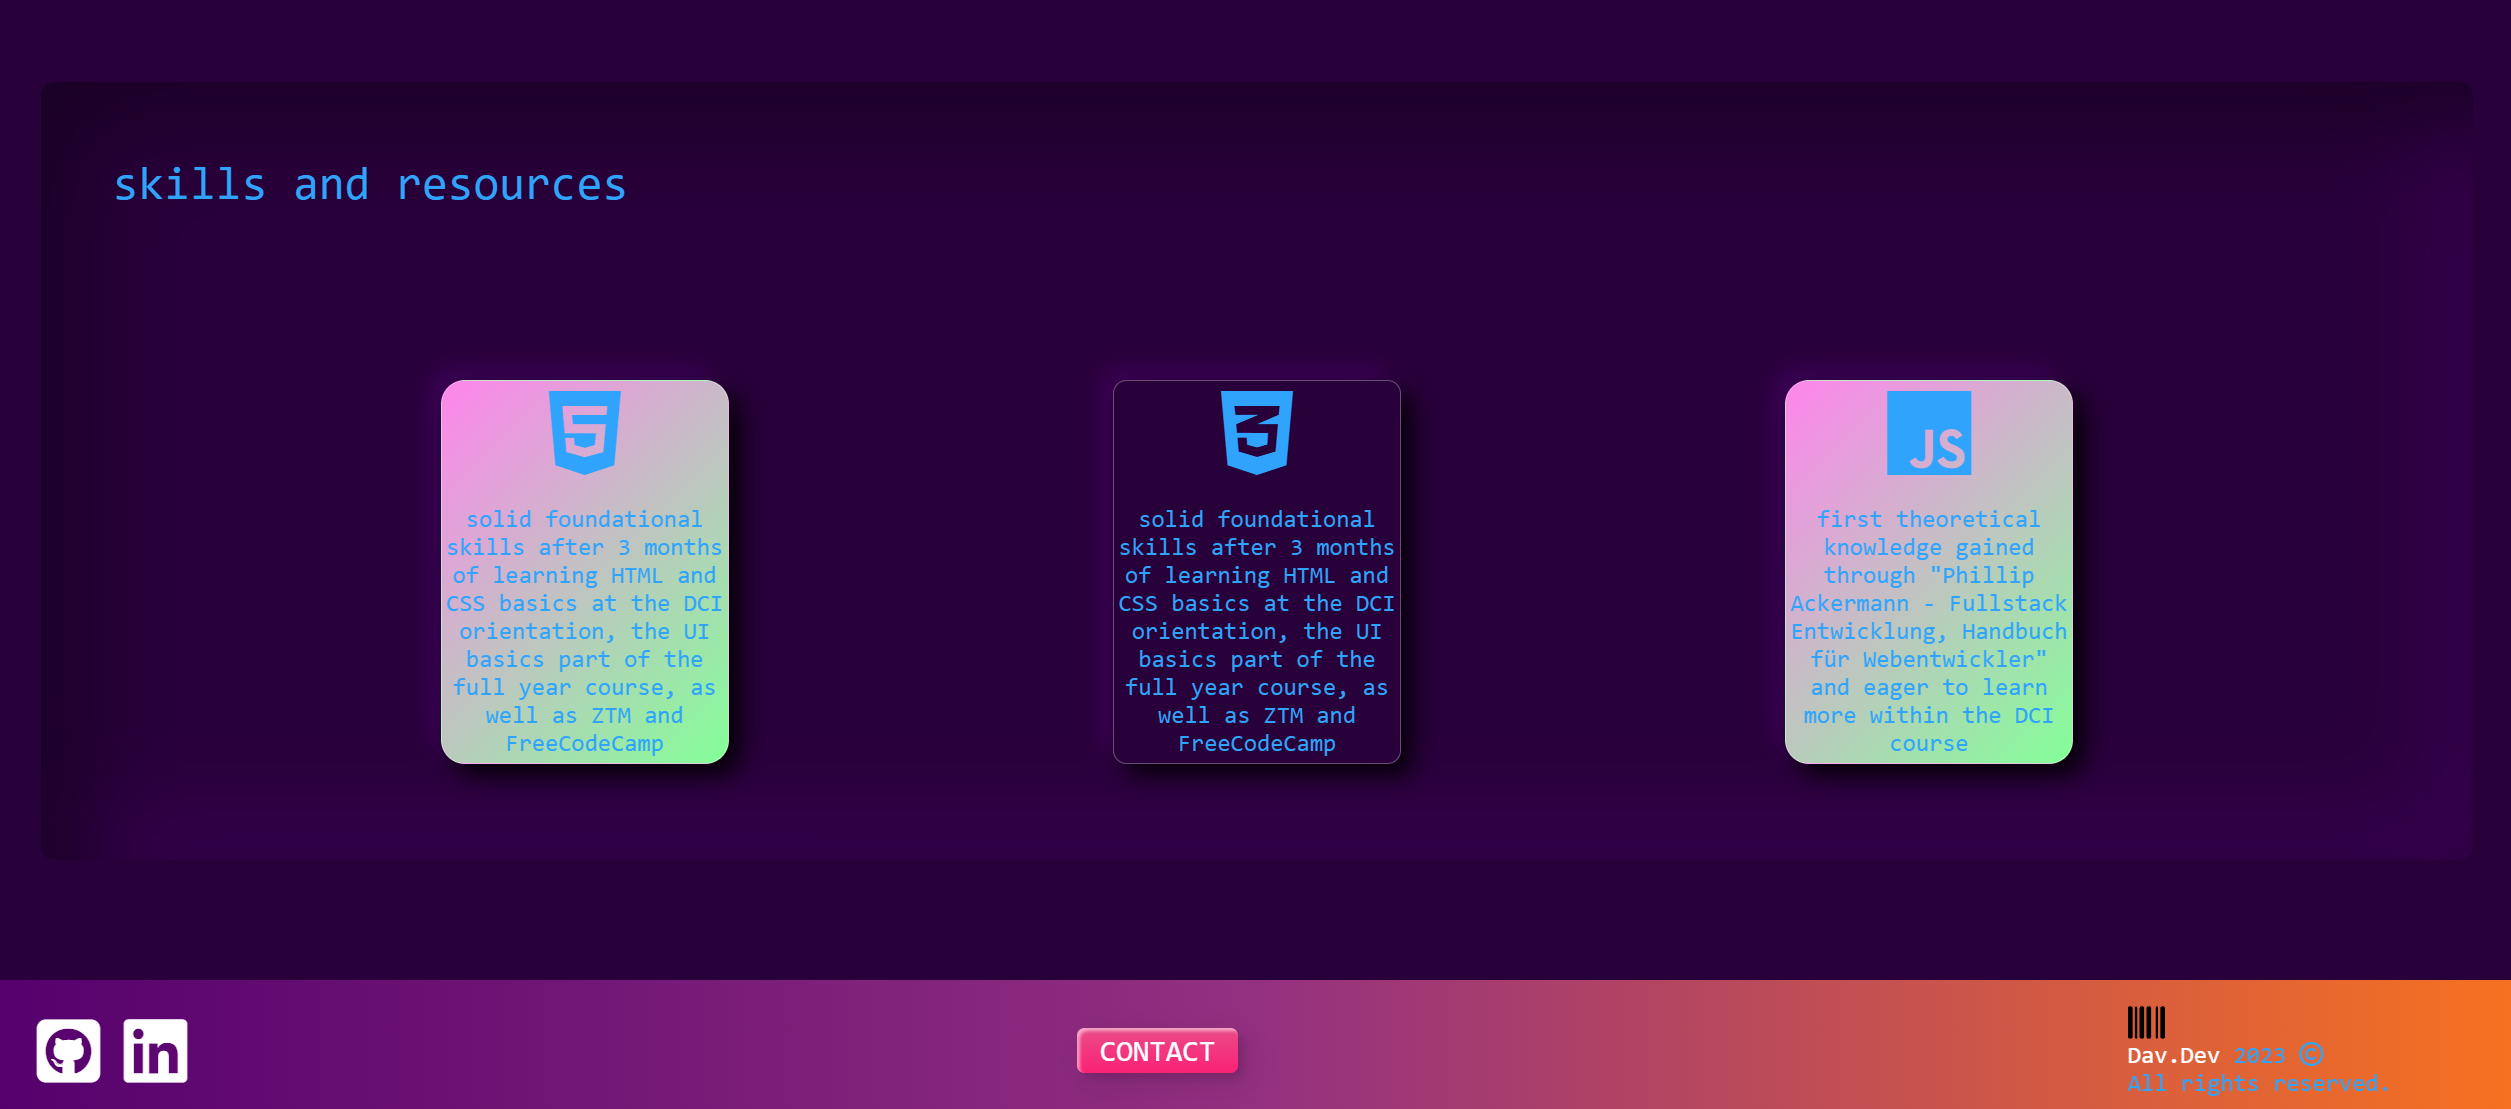 skills and resources
solid foundational
skills after 3 months
of learning HTML and
CSS basics at the DCI
orientation, the UI
basics part of the
full year course, as
well as ZTM and
FreeCodeCamp
solid foundational
skills after 3 months
of learning HTML and
CSS basics at the DCI
orientation, the UI
basics part of the
full year course, as
well as ZTM and
FreeCodeCamp
JS
first theoretical
knowledge gained
through "Phillip
Ackermann - Fullstack
Entwicklung, Handbuch
für Webentwickler"
and eager to learn
more within the DCI
course
in
CONTACT
Dav.Dev 2023 ©
All rights reserved.